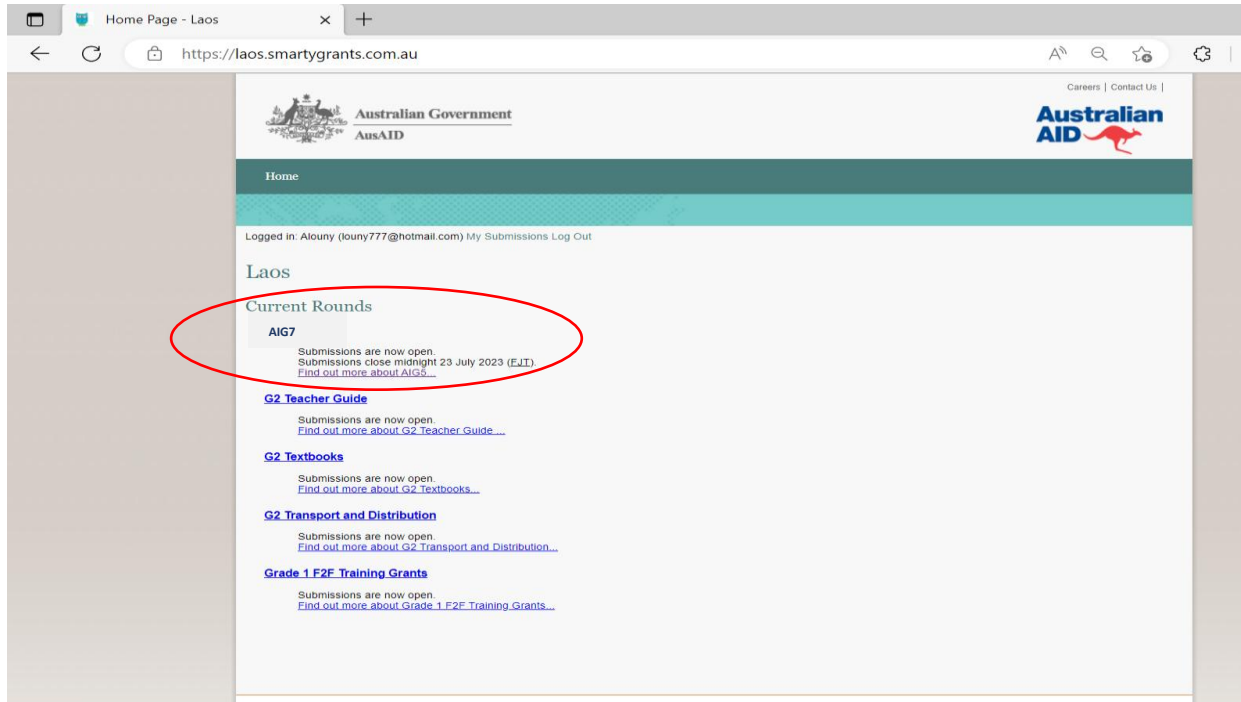 Home Page - Laos
https://laos.smartygrants.com.au
Careers | Contact Us |
Australian Government
AusAID
Australian
AID
Home
Logged in: Alouny (louny777@hotmail.com) My Submissions Log Out
Laos
Current Rounds
AIG7
Submissions are now open.
Submissions close midnight 23 July 2023 (FJT).
Find out more about AIG5...
G2 Teacher Guide
Submissions are now open.
Find out more about G2 Teacher Guide ...
G2 Textbooks
Submissions are now open.
Find out more about G2 Textbooks...
G2 Transport and Distribution
Submissions are now open.
Find out more about G2 Transport and Distribution...
Grade 1 F2F Training Grants
Submissions are now open.
Find out more about Grade 1 F2F Training Grants...